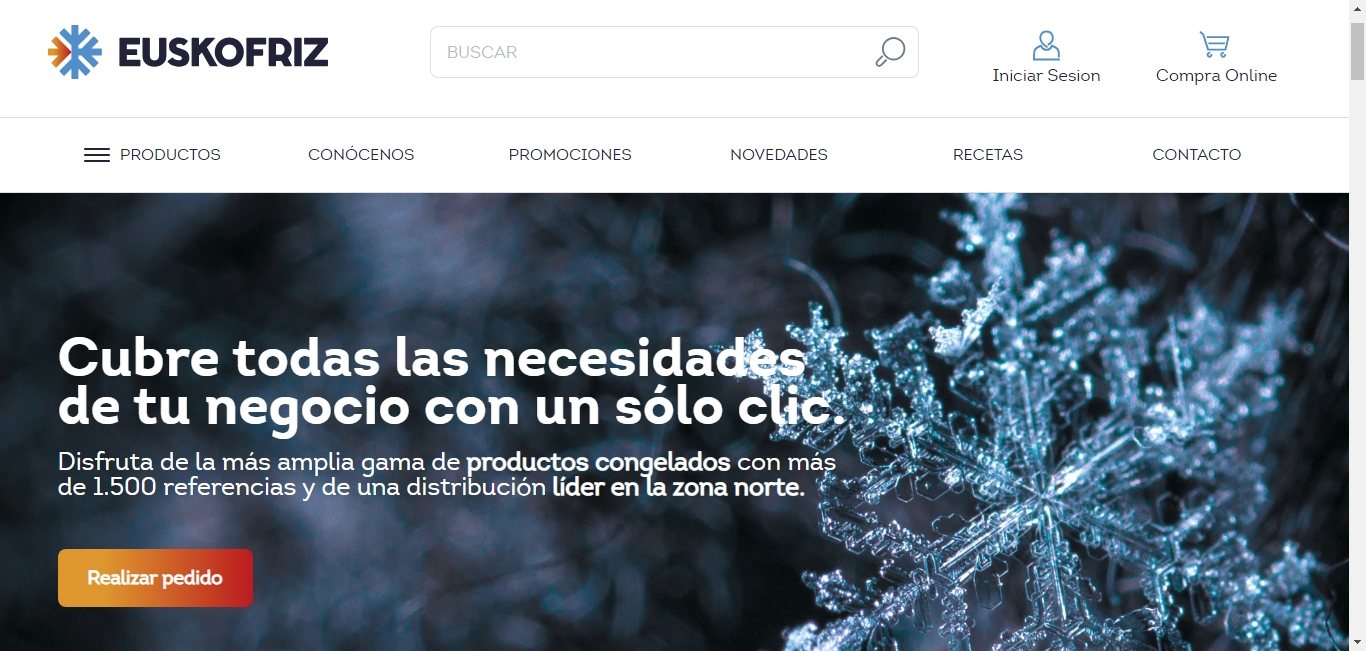 EUSKOFRIZ
BUSCAR
Iniciar Sesion
Compra Online
PRODUCTOS
CONÓCENOS
PROMOCIONES
NOVEDADES
RECETAS
CONTACTO
Cubre todas las necesidades
de tu negocio con un sólo clic.
Disfruta de la más amplia gama de productos congelados con más
de 1.500 referencias y de una distribución líder en la zona norte.
Realizar pedido